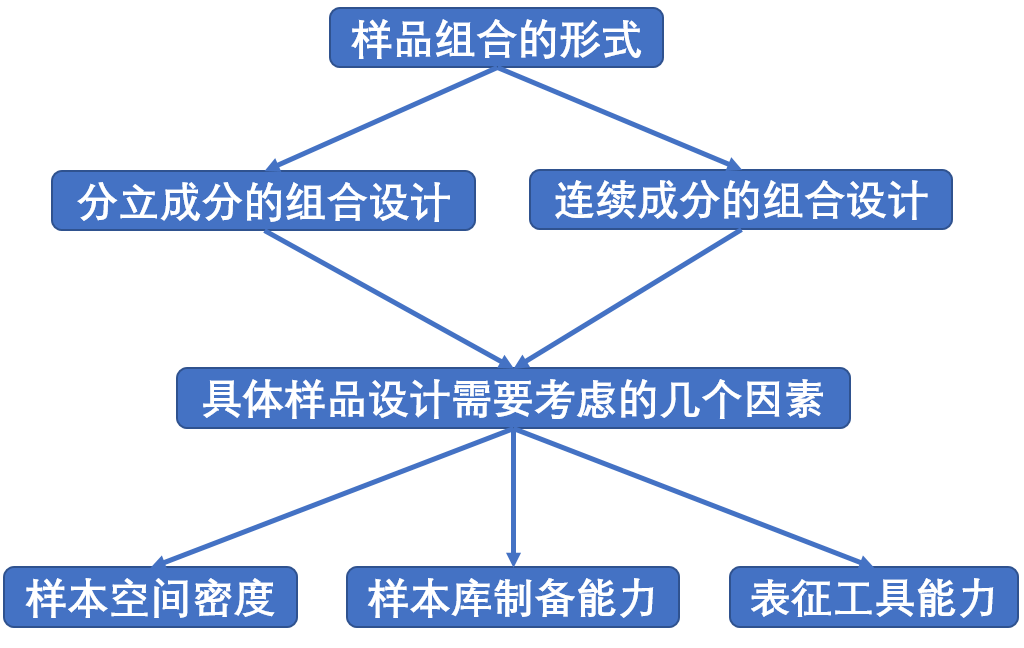 样品组合的形式
分立成分的组合设计
连续成分的组合设计
具体样品设计需要考虑的几个因素
样本空间密度
样本库制备能力
表征工具能力